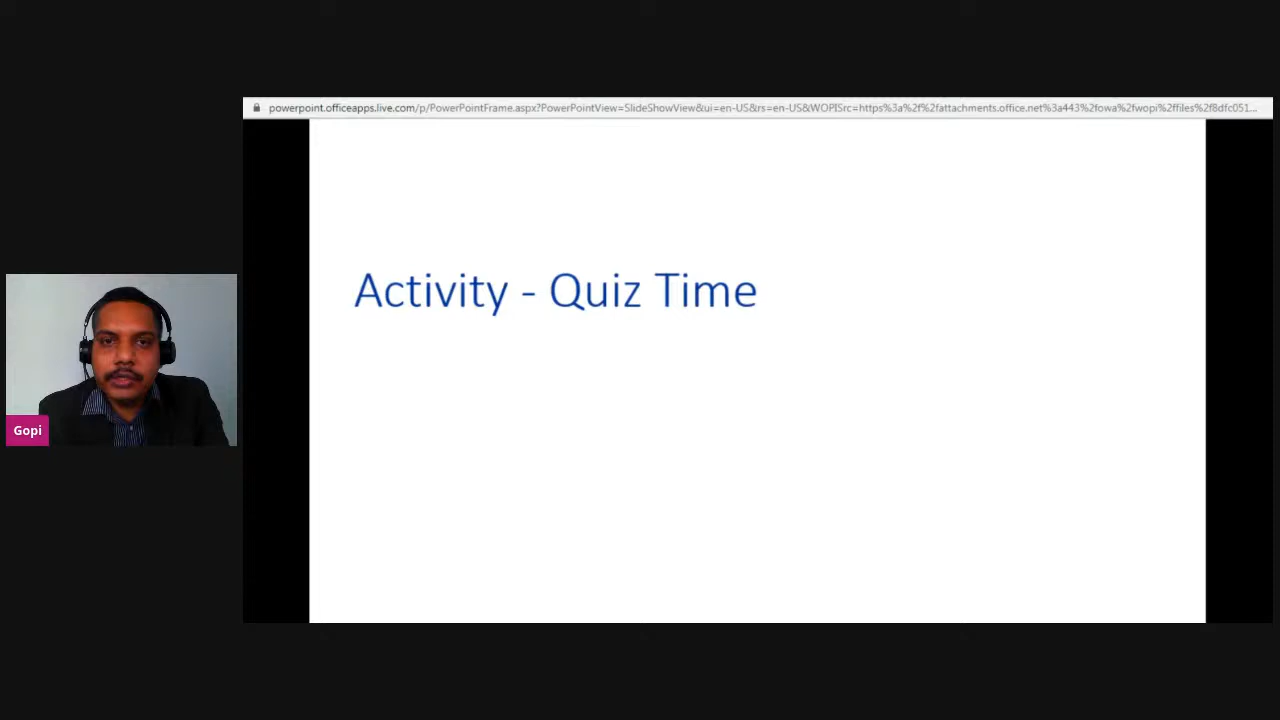 powerpoint.officeapps.live.com/p/PowerPointFrame.aspx?PowerPointView=SlideShowView&ui=en-US&rs=en-US&WOPISrc=https%3a%2f%2fattachments.office.net%3a443%2fowa%2fwopi%2ffiles%2f8dfc051...
Activity - Quiz Time
Gopi